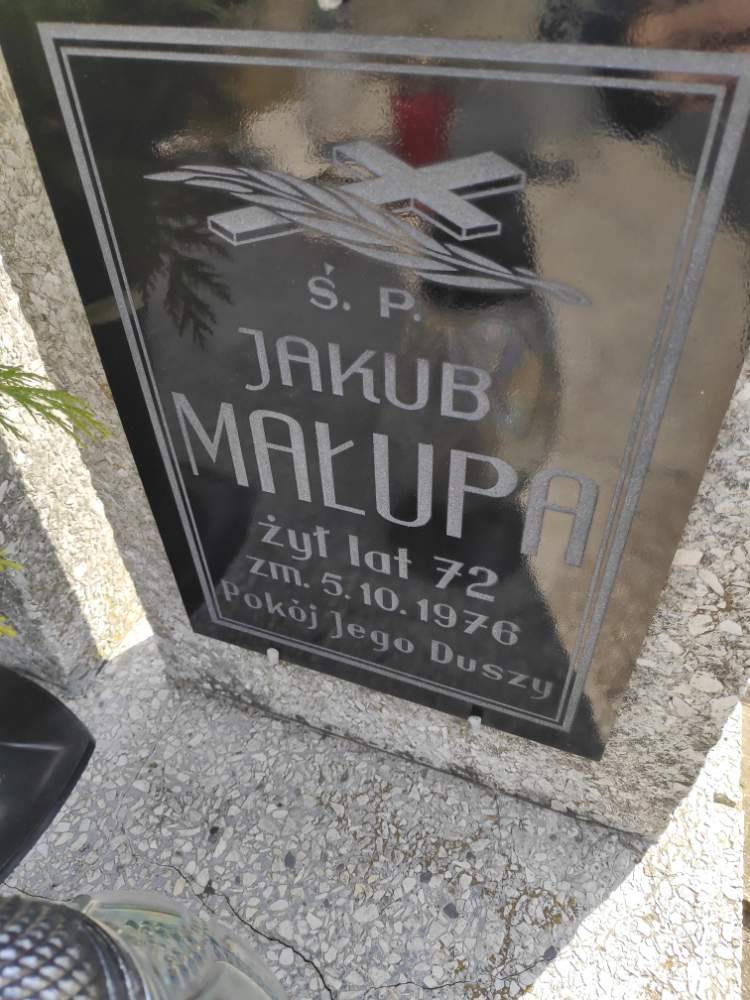 Ś. P.
JAKUB
MAŁUPA
żył lat 72
zm. 5.10.1976
Pokój Jego Duszy